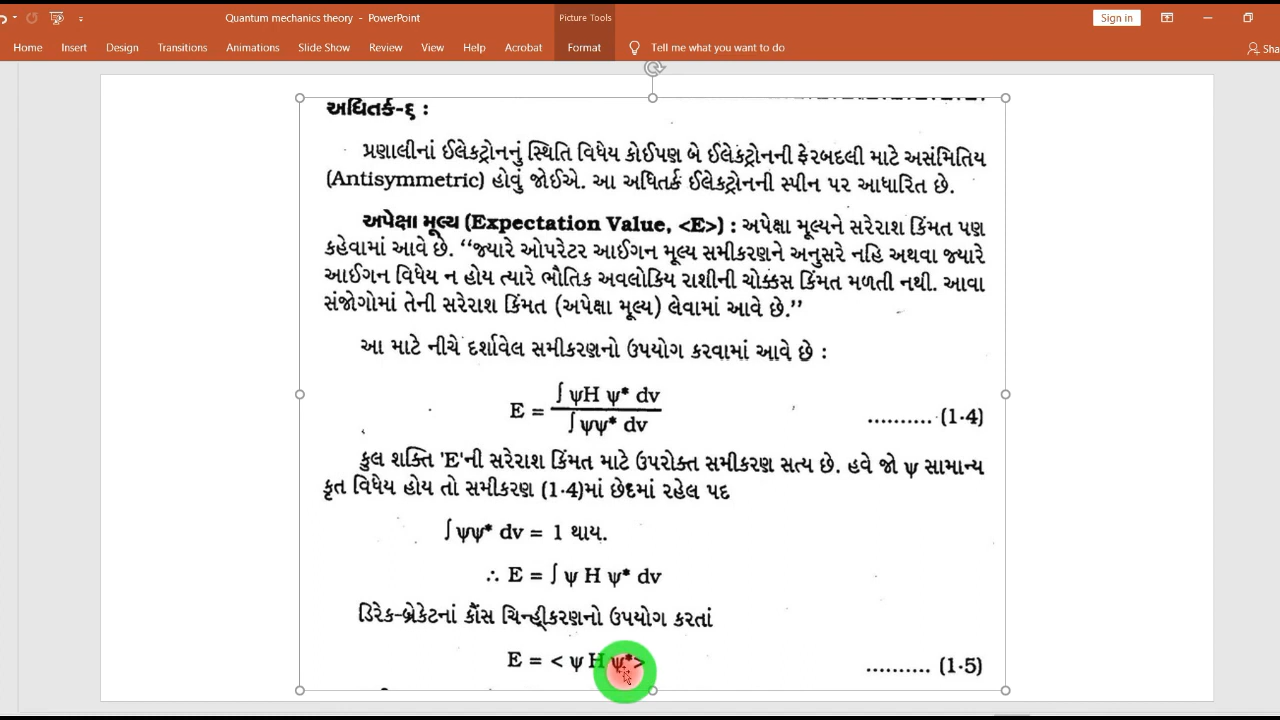 Quantum mechanics theory - PowerPoint
Picture Tools
Sign in
Home Insert Design Transitions Animations Slide Show Review View Help Acrobat Format Tell me what you want to do Sha
અધિતર્ક-૬ :
પ્રણાલીનાં ઈલેક્ટ્રોનનું સ્થિતિ વિધેય કોઈપણ બે ઈલેક્ટ્રોનની ફેરબદલી માટે અસંમિતિય
(Antisymmetric) હોવું જોઈએ. આ અધિતર્ક ઈલેક્ટ્રોનની સ્પીન પર આધારિત છે.
અપેક્ષા મૂલ્ય (Expectation Value, <E>) : અપેક્ષા મૂલ્યને સરેરાશ કિંમત પણ
કહેવામાં આવે છે. ‘‘જ્યારે ઓપરેટર આઈગન મૂલ્ય સમીકરણને અનુસરે નહિ અથવા જ્યારે
આઈગન વિધેય ન હોય ત્યારે ભૌતિક અવલોકિય રાશીની ચોક્કસ કિંમત મળતી નથી. આવા
સંજોગોમાં તેની સરેરાશ કિંમત (અપેક્ષા મૂલ્ય) લેવામાં આવે છે.’’
આ માટે નીચે દર્શાવેલ સમીકરણનો ઉપયોગ કરવામાં આવે છે :
E = ∫ ψH ψ* dv / ∫ ψψ* dv .......... (1·4)
કુલ શક્તિ 'E'ની સરેરાશ કિંમત માટે ઉપરોક્ત સમીકરણ સત્ય છે. હવે જો ψ સામાન્ય
કૃત વિધેય હોય તો સમીકરણ (1·4)માં છેદમાં રહેલ પદ
∫ ψψ* dv = 1 થાય.
∴ E = ∫ ψ H ψ* dv
ડિરેક-બ્રેકેટનાં કૌંસ ચિન્હીકરણનો ઉપયોગ કરતાં
E = < ψ H ψ*> .......... (1·5)